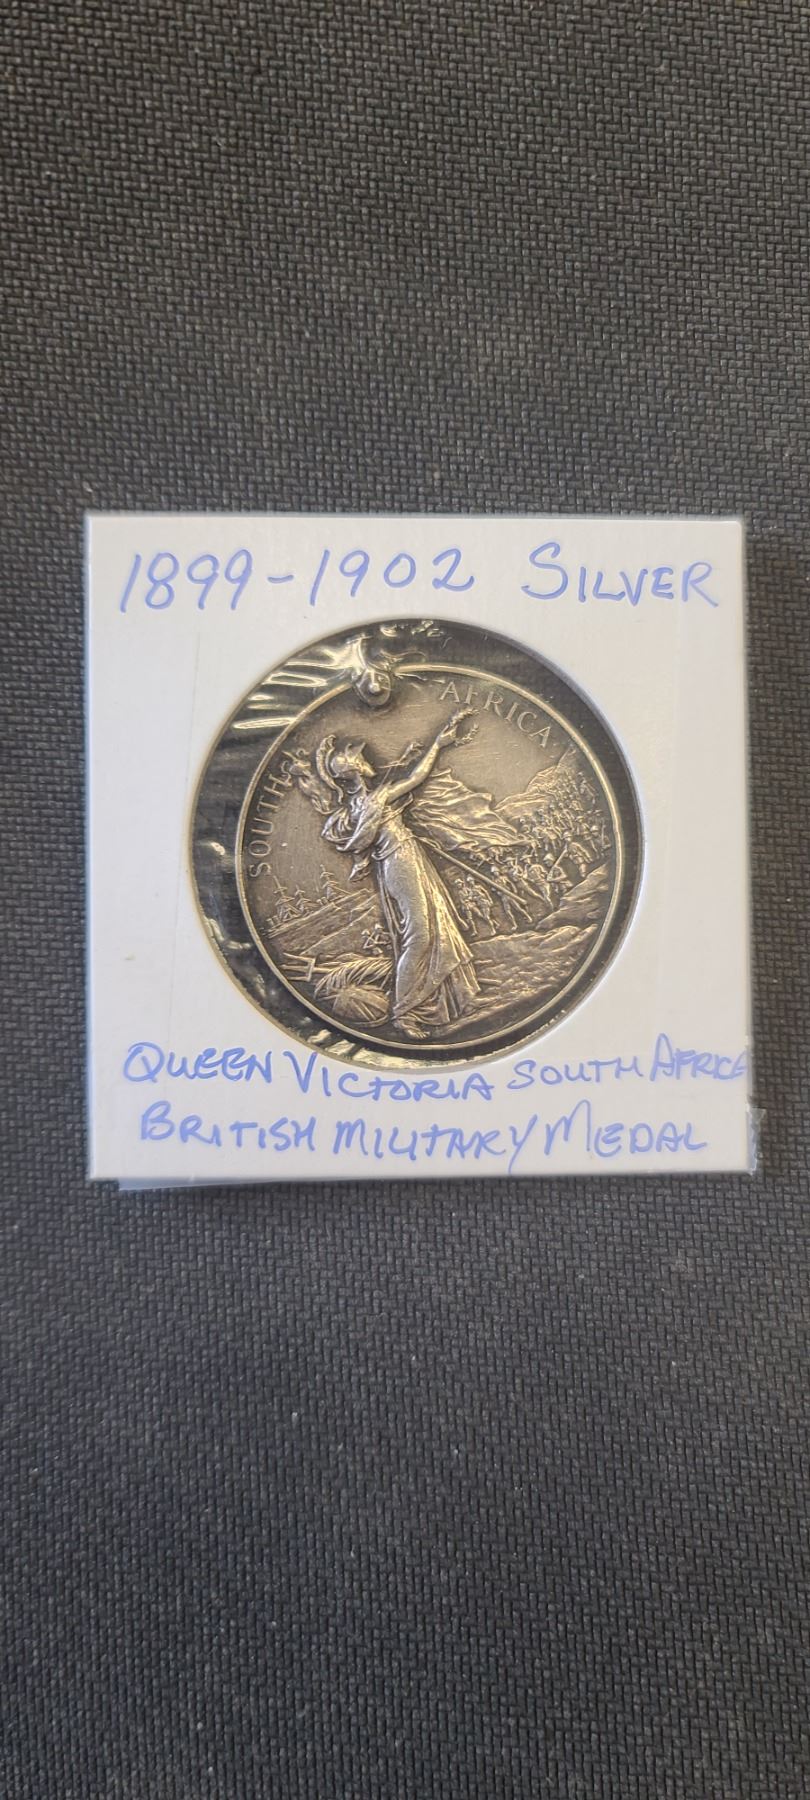 1899-1902 SILVER
SOUTH AFRICA
QUEEN VICTORIA SOUTH AFRICA
BRITISH MILITARY MEDAL